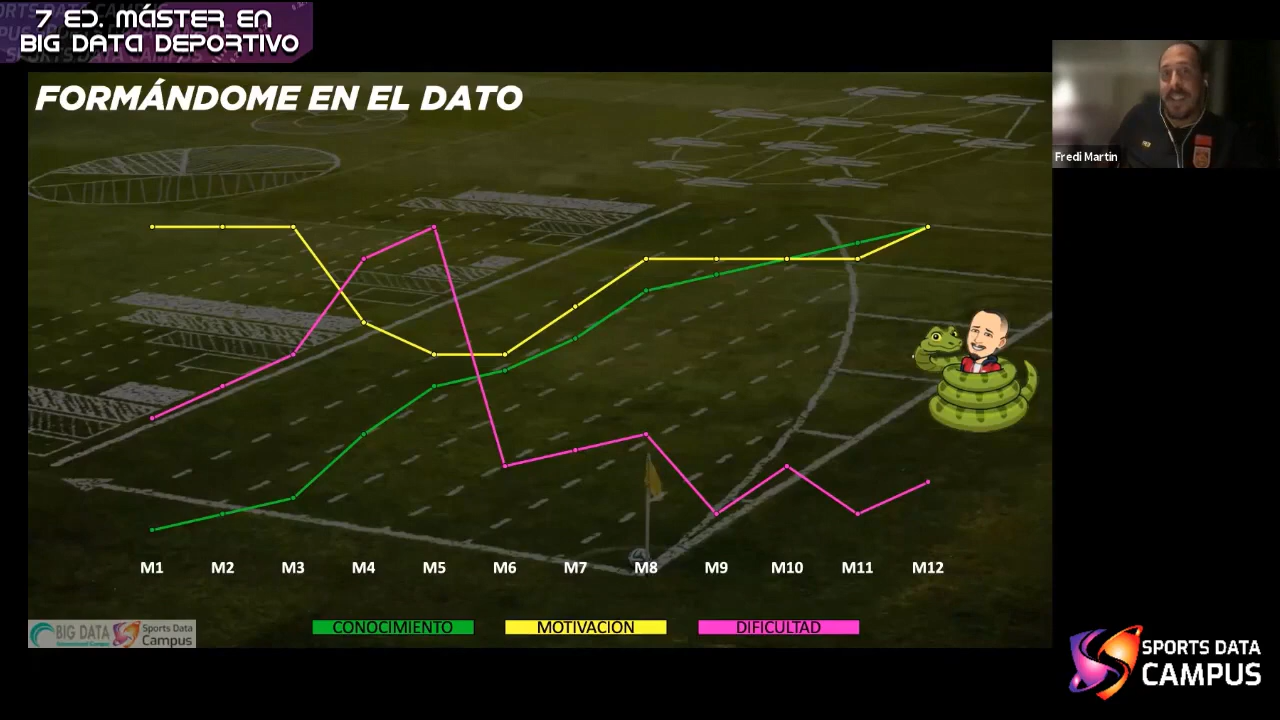 7 ED. MÁSTER EN
BIG DATA DEPORTIVO
FORMÁNDOME EN EL DATO
Fredi Martin
M1 M2 M3 M4 M5 M6 M7 M8 M9 M10 M11 M12
CONOCIMIENTO MOTIVACION DIFICULTAD
BIG DATA
Sports Data
Campus
SPORTS DATA
CAMPUS